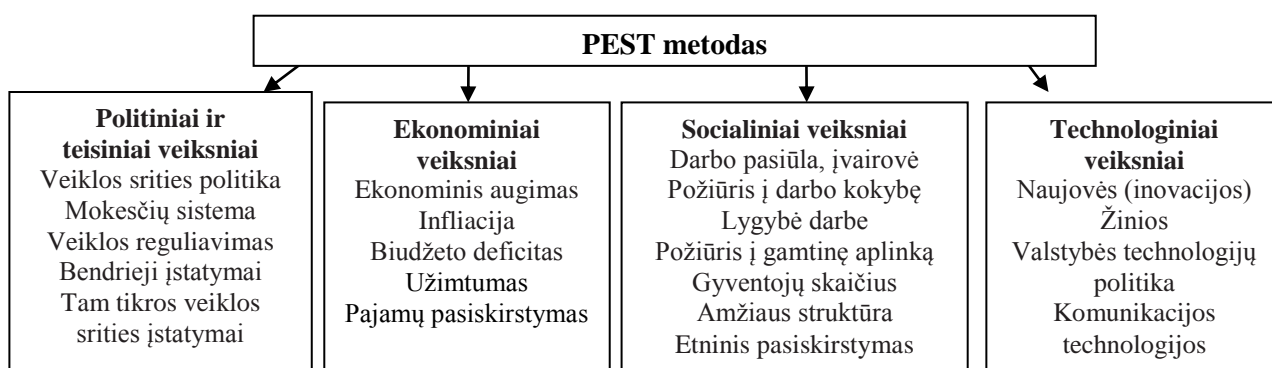 PEST metodas
Politiniai ir
teisiniai veiksniai
Veiklos srities politika
Mokesčių sistema
Veiklos reguliavimas
Bendrieji įstatymai
Tam tikros veiklos
srities įstatymai
Ekonominiai
veiksniai
Ekonominis augimas
Infliacija
Biudžeto deficitas
Užimtumas
Pajamų pasiskirstymas
Socialiniai veiksniai
Darbo pasiūla, įvairovė
Požiūris į darbo kokybę
Lygybė darbe
Požiūris į gamtinę aplinką
Gyventojų skaičius
Amžiaus struktūra
Etninis pasiskirstymas
Technologiniai
veiksniai
Naujovės (inovacijos)
Žinios
Valstybės technologijų
politika
Komunikacijos
technologijos